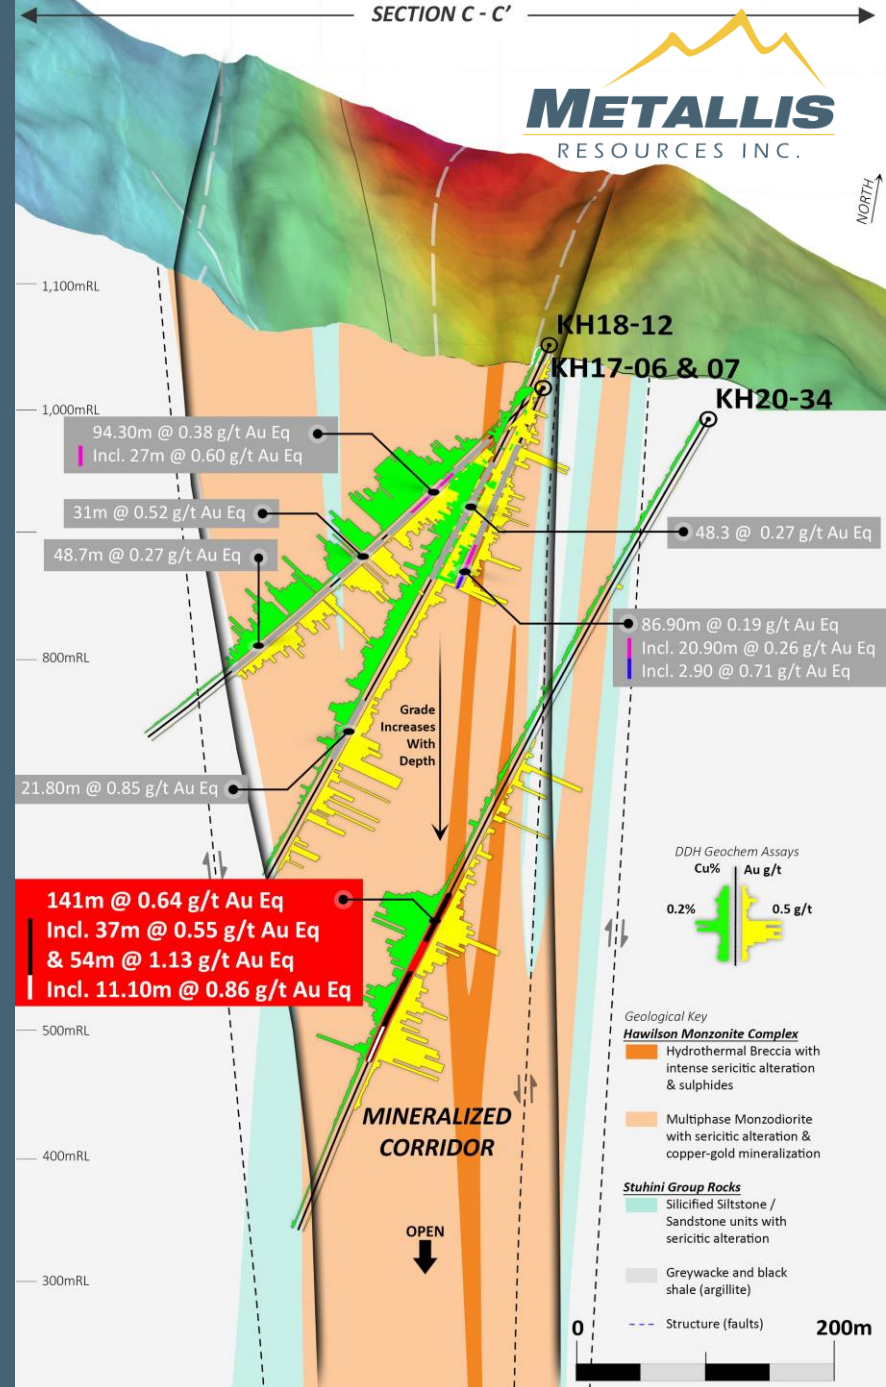 SECTION C - C'
METALLIS
RESOURCES INC.
NORTH
1,100mRL
KH18-12
KH17-06 & 07
KH20-34
1,000mRL
94.30m @ 0.38 g/t Au Eq
Incl. 27m @ 0.60 g/t Au Eq
31m @ 0.52 g/t Au Eq
48.7m @ 0.27 g/t Au Eq
48.3 @ 0.27 g/t Au Eq
86.90m @ 0.19 g/t Au Eq
Incl. 20.90m @ 0.26 g/t Au Eq
Incl. 2.90 @ 0.71 g/t Au Eq
800mRL
Grade
Increases
With
Depth
21.80m @ 0.85 g/t Au Eq
141m @ 0.64 g/t Au Eq
Incl. 37m @ 0.55 g/t Au Eq
& 54m @ 1.13 g/t Au Eq
Incl. 11.10m @ 0.86 g/t Au Eq
DDH Geochem Assays
Cu% Au g/t
0.2% 0.5 g/t
500mRL
400mRL
300mRL
MINERALIZED
CORRIDOR
OPEN
Geological Key
Hawilson Monzonite Complex
Hydrothermal Breccia with
intense sericitic alteration
& sulphides
Multiphase Monzodiorite
with sericitic alteration &
copper-gold mineralization
Stuhini Group Rocks
Silicified Siltstone /
Sandstone units with
sericitic alteration
Greywacke and black
shale (argillite)
Structure (faults)
0 200m